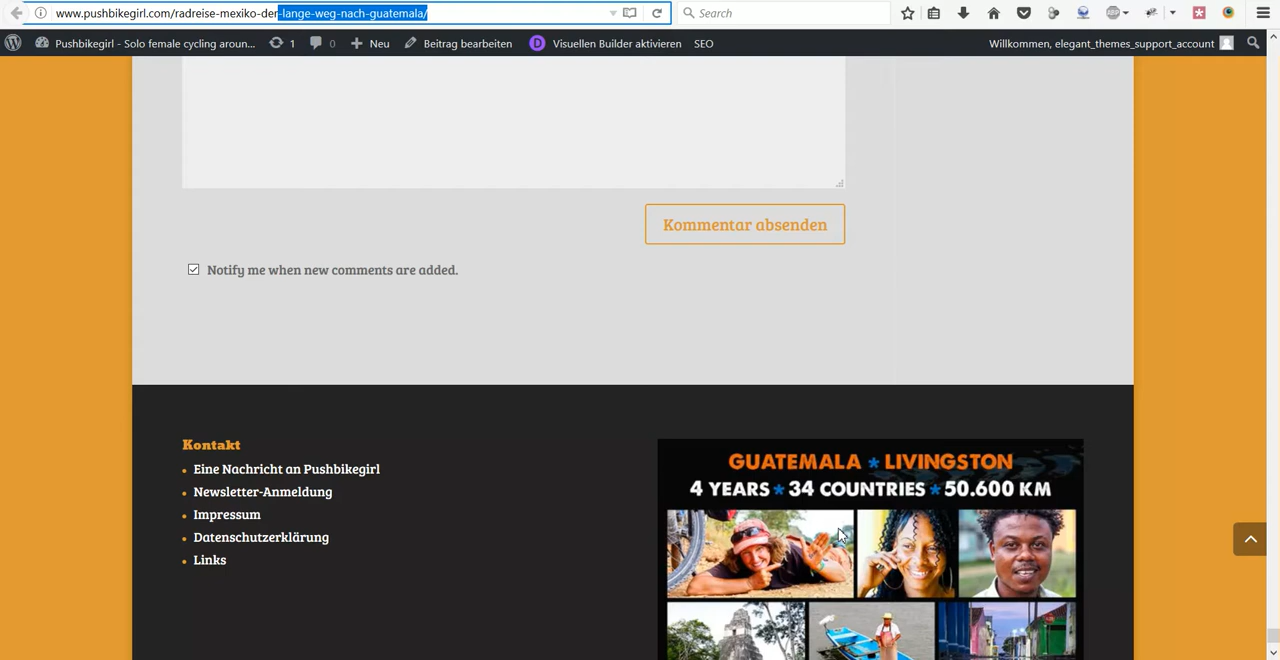 www.pushbikegirl.com/radreise-mexiko-der-lange-weg-nach-guatemala/
Search
ABP
Pushbikegirl - Solo female cycling aroun...
1
0
Neu
Beitrag bearbeiten
D
Visuellen Builder aktivieren
SEO
Willkommen, elegant_themes_support_account
Kommentar absenden
Notify me when new comments are added.
Kontakt
Eine Nachricht an Pushbikegirl
Newsletter-Anmeldung
Impressum
Datenschutzerklärung
Links
GUATEMALA * LIVINGSTON
4 YEARS * 34 COUNTRIES * 50.600 KM